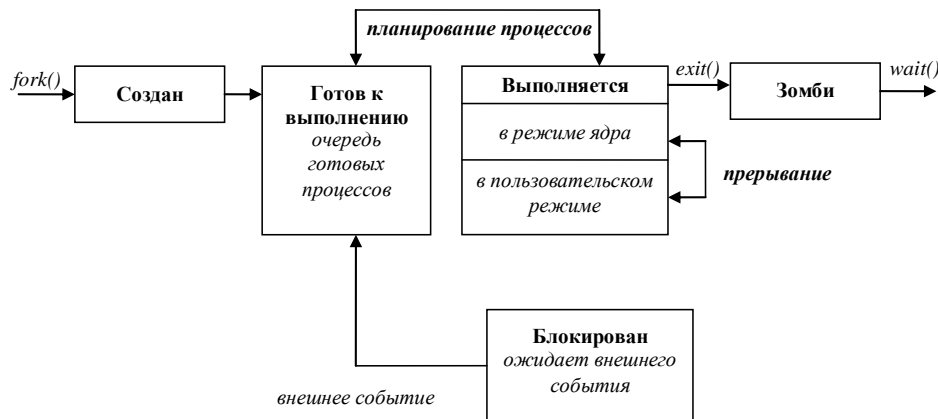 планирование процессов
fork()
Создан
Готов к
выполнению
очередь
готовых
процессов
Выполняется
в режиме ядра
в пользовательском
режиме
прерывание
exit()
Зомби
wait()
Блокирован
ожидает внешнего
события
внешнее событие